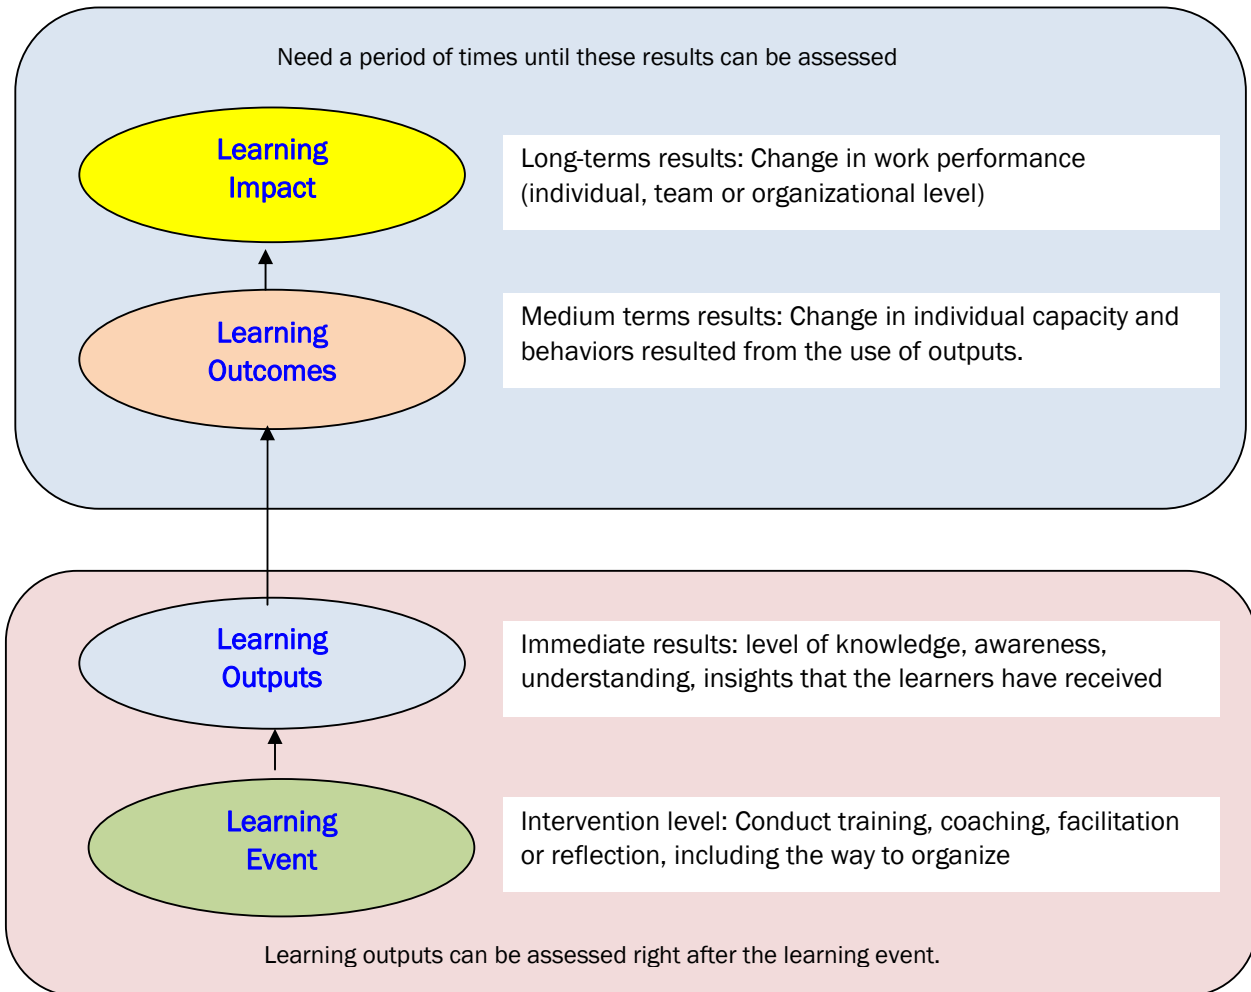 Need a period of times until these results can be assessed
Learning
Impact
Long-terms results: Change in work performance
(individual, team or organizational level)
Learning
Outcomes
Medium terms results: Change in individual capacity and
behaviors resulted from the use of outputs.
Learning
Outputs
Immediate results: level of knowledge, awareness,
understanding, insights that the learners have received
Learning
Event
Intervention level: Conduct training, coaching, facilitation
or reflection, including the way to organize
Learning outputs can be assessed right after the learning event.